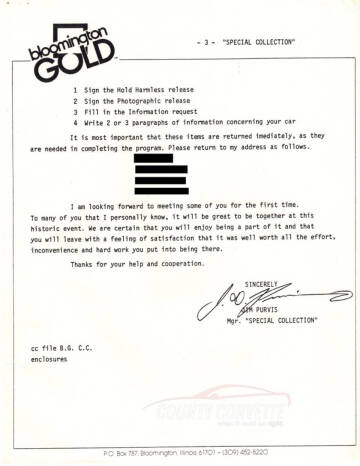 bloomington
GOLD
- 3 - "SPECIAL COLLECTION"
1 Sign the Hold Harmless release
2 Sign the Photographic release
3 Fill in the Information request
4 Write 2 or 3 paragraphs of information concerning your car
It is most important that these items are returned imediately, as they
are needed in completing the program. Please return to my address as follows.
I am looking forward to meeting some of you for the first time.
To many of you that I personally know, it will be great to be together at this
historic event. We are certain that you will enjoy being a part of it and that
you will leave with a feeling of satisfaction that it was well worth all the effort,
inconvenience and hard work you put into being there.
Thanks for your help and cooperation.
SINCERELY
JIM PURVIS
Mgr. "SPECIAL COLLECTION"
cc file B.G. C.C.
enclosures
COUNTY CORVETTE
P.O. Box 787, Bloomington, Illinois 61701 - (309) 452-8220